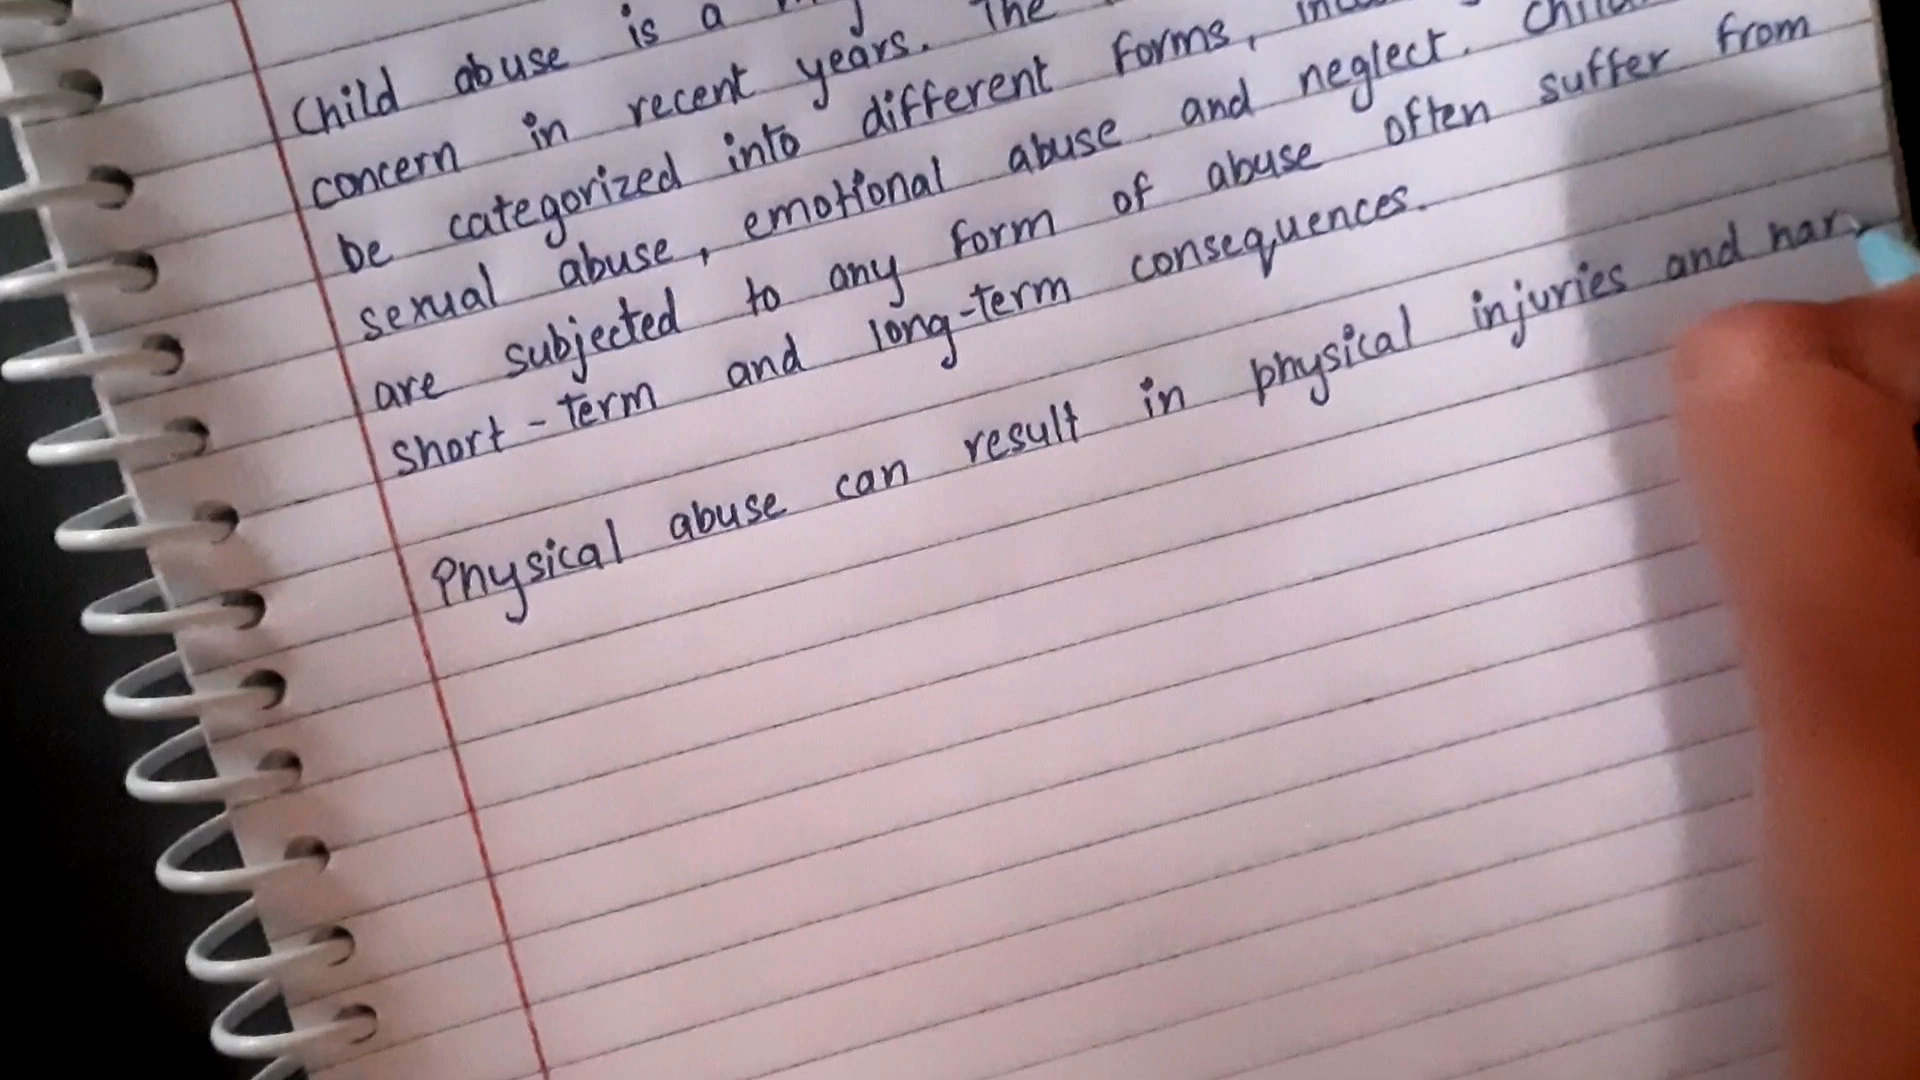 Child abuse is a
concern in recent years. The
be categorized into different forms,
sexual abuse, emotional abuse and neglect.
are subjected to any form of abuse often suffer from
short-term and long-term consequences.
Physical abuse can result in physical injuries and